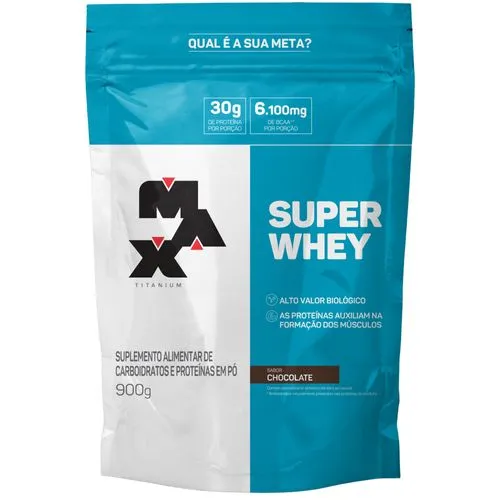 QUAL É A SUA META?
30g
DE PROTEÍNA
POR PORÇÃO
6.100mg
DE BCAA**
POR PORÇÃO
MAX
TITANIUM
SUPER
WHEY
ALTO VALOR BIOLÓGICO
AS PROTEÍNAS AUXILIAM NA
FORMAÇÃO DOS MÚSCULOS
SUPLEMENTO ALIMENTAR DE
CARBOIDRATOS E PROTEÍNAS EM PÓ
900g
SABOR
CHOCOLATE